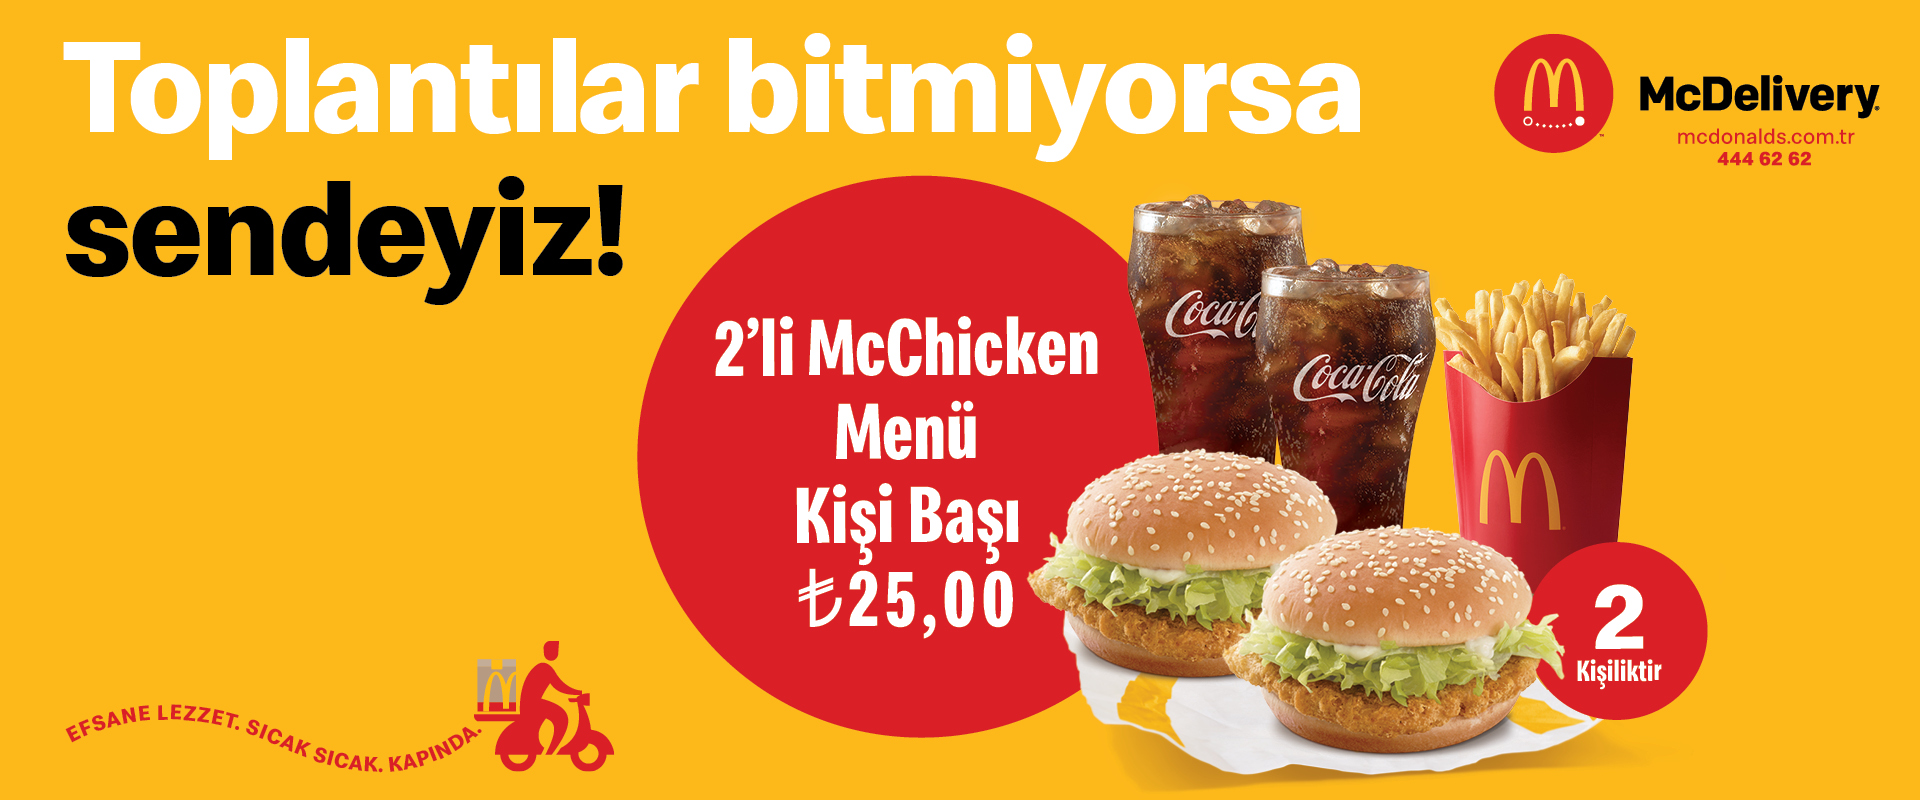 Toplantılar bitmiyorsa
sendeyiz!
McDelivery
mcdonalds.com.tr
444 62 62
2'li McChicken
Menü
Kişi Başı
₺25,00
Coca-C
Coca-Cola
2
Kişiliktir
EFSANE LEZZET. SICAK SICAK. KAPINDA.